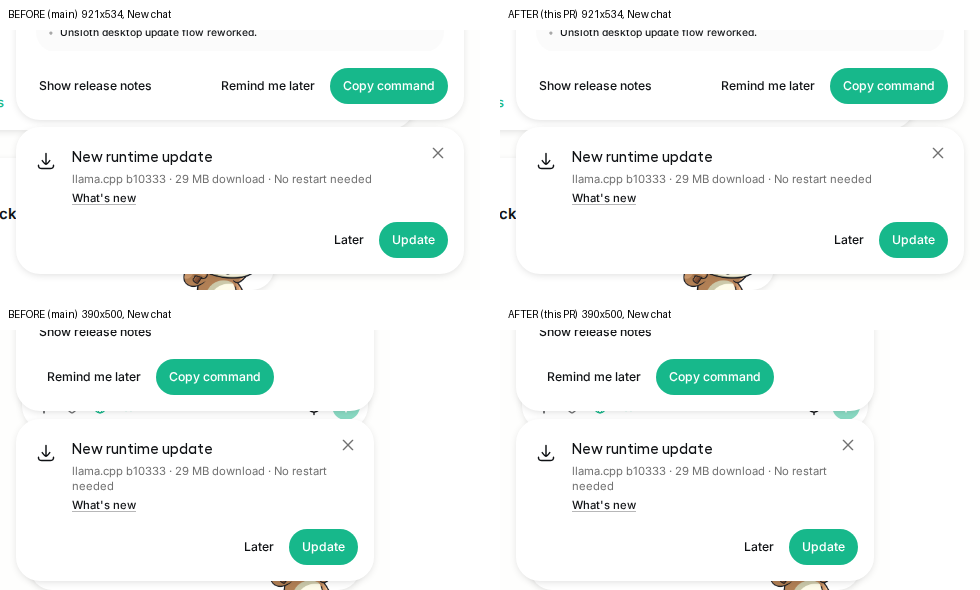 BEFORE (main) 921x534, New chat
Unsloth desktop update flow reworked.
Show release notes
Remind me later
Copy command
s
New runtime update
llama.cpp b10333 · 29 MB download · No restart needed
What's new
ck
Later
Update
AFTER (this PR) 921x534, New chat
Unsloth desktop update flow reworked.
Show release notes
Remind me later
Copy command
s
New runtime update
llama.cpp b10333 · 29 MB download · No restart needed
What's new
ck
Later
Update
BEFORE (main) 390x500, New chat
Show release notes
Remind me later
Copy command
New runtime update
llama.cpp b10333 · 29 MB download · No restart
needed
What's new
Later
Update
AFTER (this PR) 390x500, New chat
Show release notes
Remind me later
Copy command
New runtime update
llama.cpp b10333 · 29 MB download · No restart
needed
What's new
Later
Update